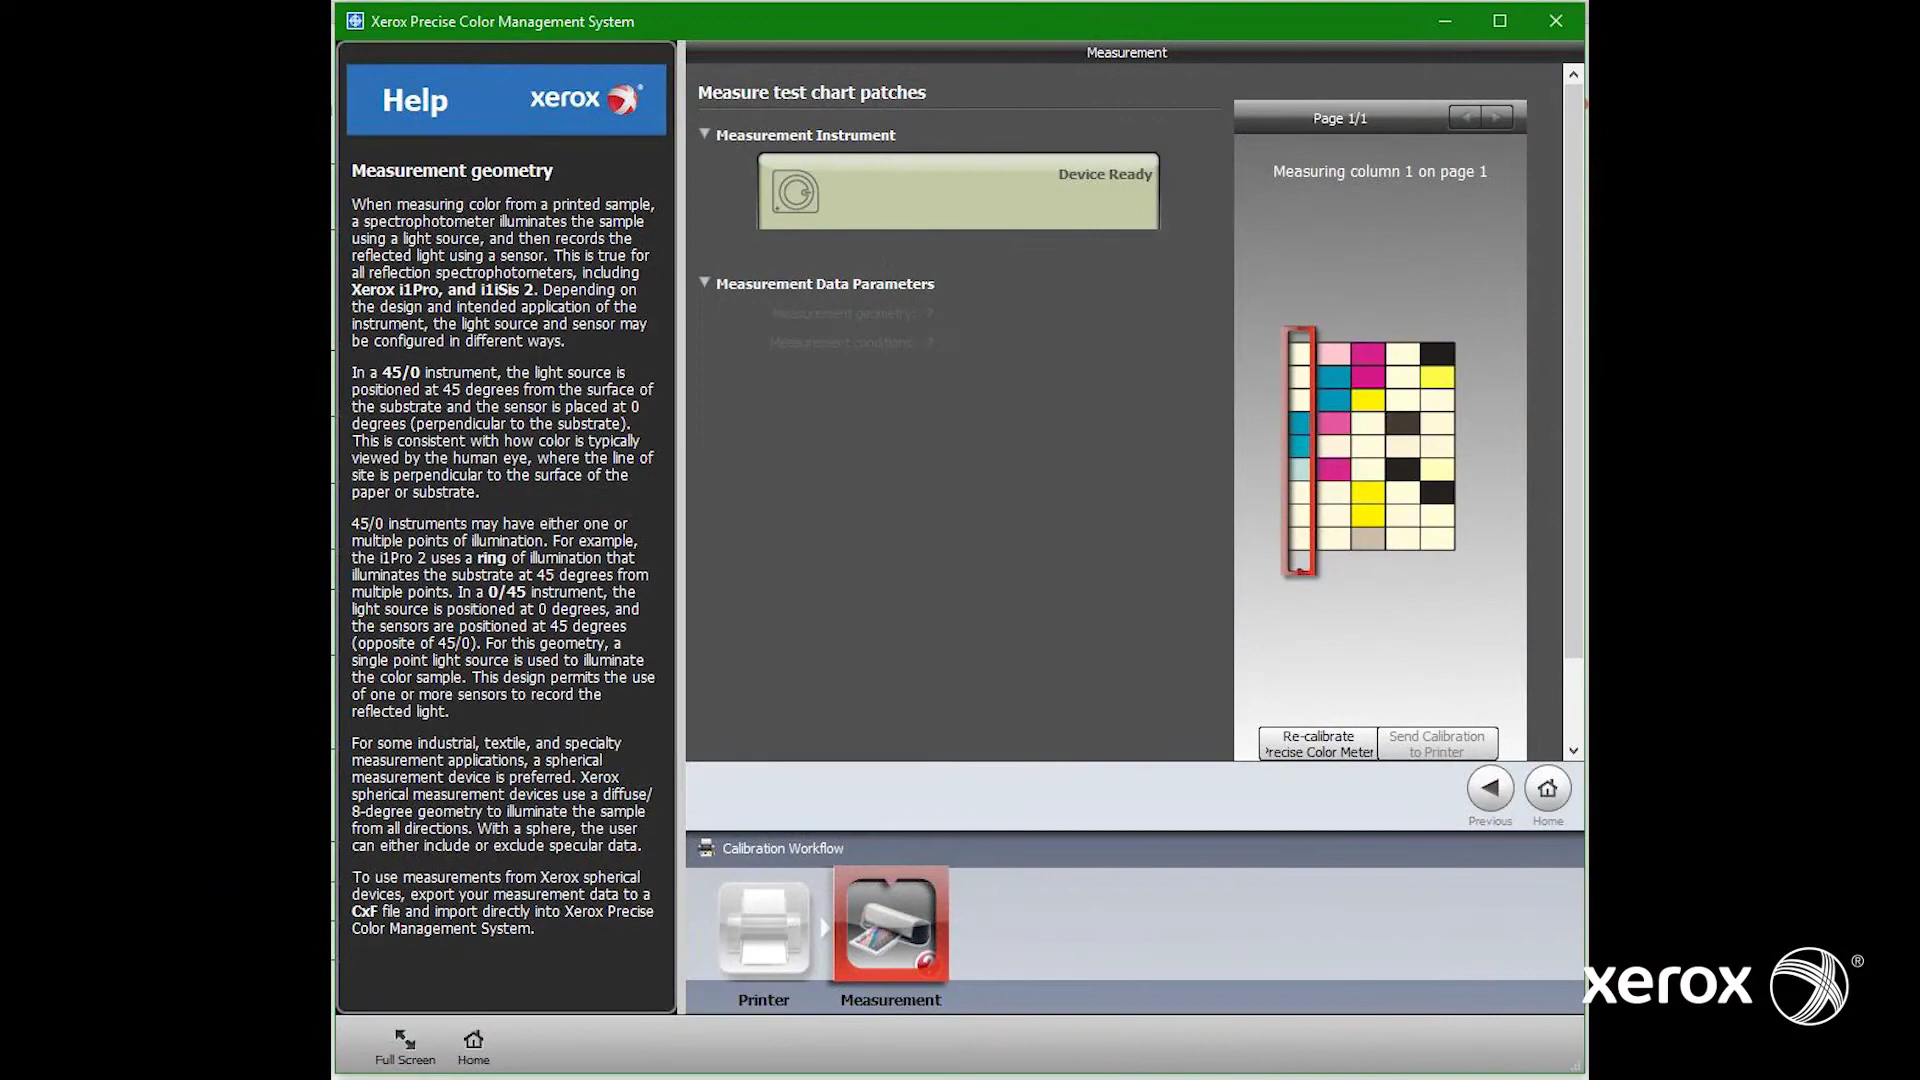 Xerox Precise Color Management System
Help
xerox
Measurement geometry
When measuring color from a printed sample,
a spectrophotometer illuminates the sample
using a light source, and then records the
reflected light using a sensor. This is true for
all reflection spectrophotometers, including
Xerox i1Pro, and i1iSis 2. Depending on
the design and intended application of the
instrument, the light source and sensor may
be configured in different ways.
In a 45/0 instrument, the light source is
positioned at 45 degrees from the surface of
the substrate and the sensor is placed at 0
degrees (perpendicular to the substrate).
This is consistent with how color is typically
viewed by the human eye, where the line of
site is perpendicular to the surface of the
paper or substrate.
45/0 instruments may have either one or
multiple points of illumination. For example,
the i1Pro 2 uses a ring of illumination that
illuminates the substrate at 45 degrees from
multiple points. In a 0/45 instrument, the
light source is positioned at 0 degrees, and
the sensors are positioned at 45 degrees
(opposite of 45/0). For this geometry, a
single point light source is used to illuminate
the color sample. This design permits the use
of one or more sensors to record the
reflected light.
For some industrial, textile, and specialty
measurement applications, a spherical
measurement device is preferred. Xerox
spherical measurement devices use a diffuse/
8-degree geometry to illuminate the sample
from all directions. With a sphere, the user
can either include or exclude specular data.
To use measurements from Xerox spherical
devices, export your measurement data to a
CxF file and import directly into Xerox Precise
Color Management System.
Full Screen
Home
Measurement
Measure test chart patches
Measurement Instrument
Device Ready
Measurement Data Parameters
Measurement geometry: ?
Measurement conditions: ?
Page 1/1
Measuring column 1 on page 1
Re-calibrate
Precise Color Meter
Send Calibration
to Printer
Previous
Home
Calibration Workflow
Printer
Measurement
xerox ®